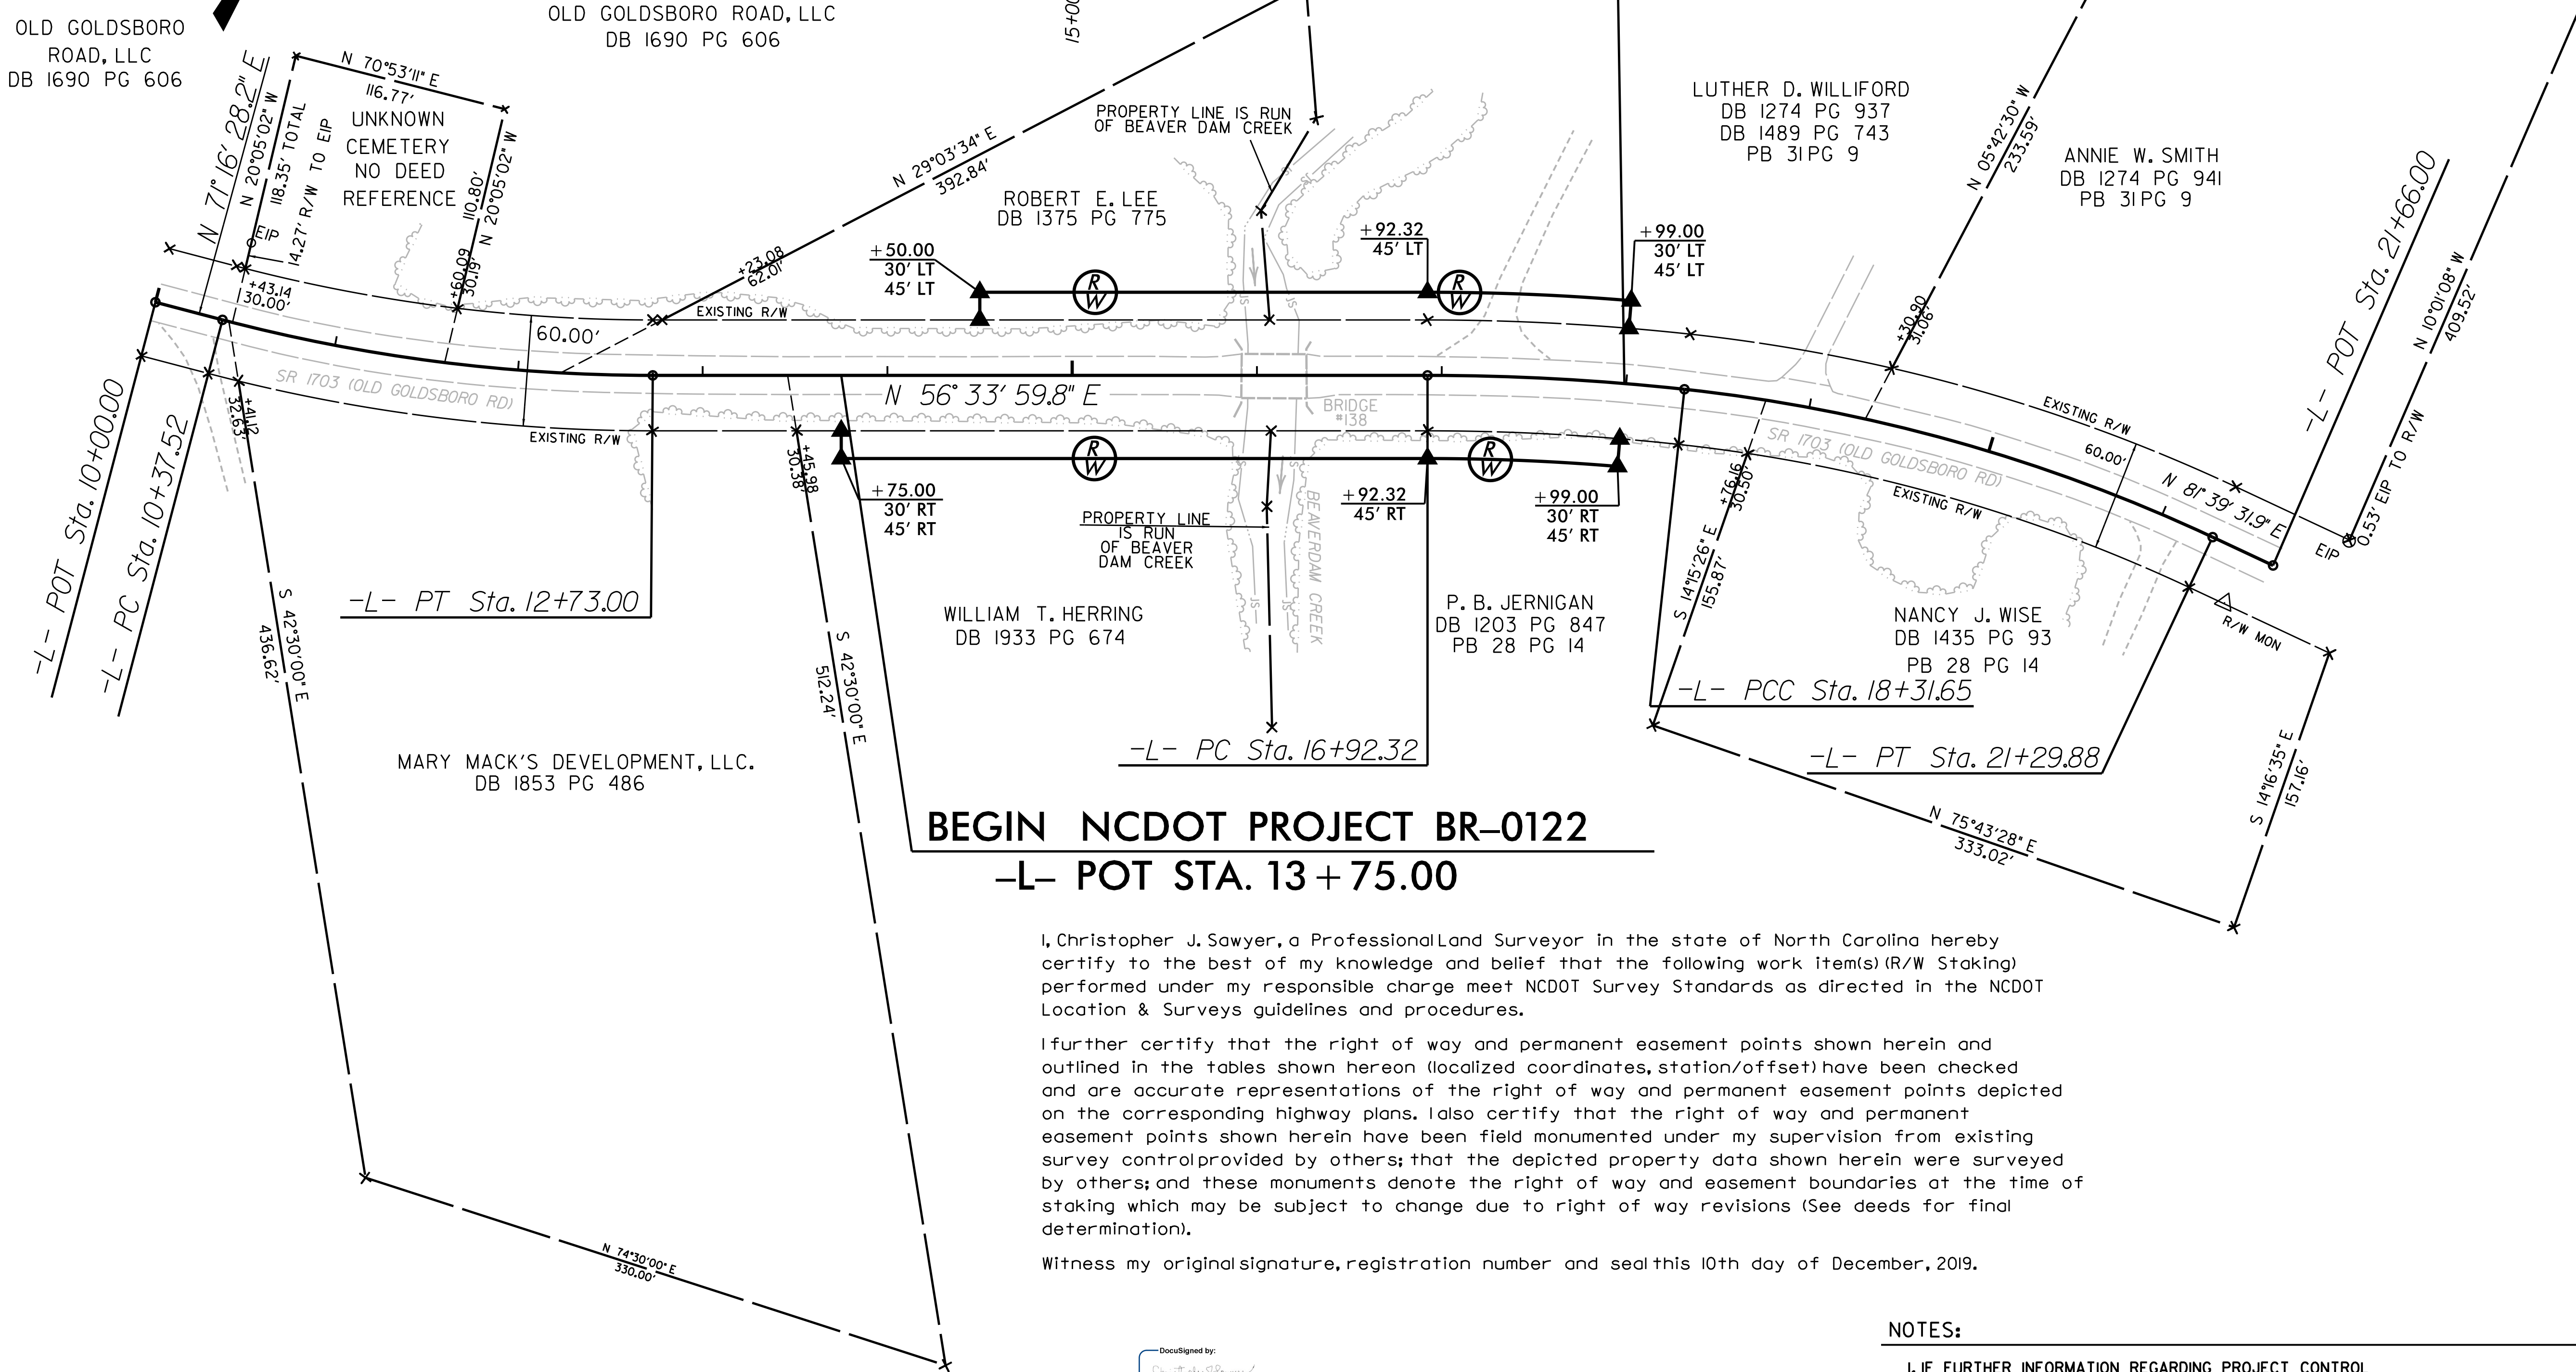 OLD GOLDSBORO
ROAD, LLC
DB 1690 PG 606
OLD GOLDSBORO ROAD, LLC
DB 1690 PG 606
15+00
N 71°16' 28.2" E
N 20°05'02" W
118.35' TOTAL
14.27' R/W TO EIP
EIP
N 70°53'11" E
116.77'
UNKNOWN
CEMETERY
NO DEED
REFERENCE
110.80'
N 20°05'02" W
+60.09
30.19'
+43.14
30.00'
+23.08
62.01'
N 29°03'34" E
392.84'
PROPERTY LINE IS RUN
OF BEAVER DAM CREEK
ROBERT E. LEE
DB 1375 PG 775
LUTHER D. WILLIFORD
DB 1274 PG 937
DB 1489 PG 743
PB 31 PG 9
N 05°42'30" W
233.59'
ANNIE W. SMITH
DB 1274 PG 941
PB 31 PG 9
-L- POT Sta. 21+66.00
N 10°01'08" W
409.52'
0.53' EIP TO R/W
EIP
+50.00
30' LT
45' LT
+92.32
45' LT
+99.00
30' LT
45' LT
R
W
R
W
+30.90
31.06'
EXISTING R/W
60.00'
EXISTING R/W
60.00'
N 81°39' 31.9" E
SR 1703 (OLD GOLDSBORO RD)
N 56° 33' 59.8" E
BRIDGE
#138
SR 1703 (OLD GOLDSBORO RD)
EXISTING R/W
EXISTING R/W
+41.12
32.63'
+45.98
30.38'
R
W
R
W
JS
JS
JS
JS
+75.00
30' RT
45' RT
+92.32
45' RT
+99.00
30' RT
45' RT
+76.16
30.50'
S 14°15'26" E
155.87'
PROPERTY LINE
IS RUN
OF BEAVER
DAM CREEK
BEAVERDAM CREEK
-L- POT Sta. 10+00.00
-L- PC Sta. 10+37.52
-L- PT Sta. 12+73.00
WILLIAM T. HERRING
DB 1933 PG 674
P. B. JERNIGAN
DB 1203 PG 847
PB 28 PG 14
NANCY J. WISE
DB 1435 PG 93
PB 28 PG 14
R/W MON
S 42°30'00" E
436.62'
S 42°30'00" E
512.24'
-L- PCC Sta. 18+31.65
-L- PC Sta. 16+92.32
-L- PT Sta. 21+29.88
S 14°16'35" E
157.16'
N 75°43'28" E
333.02'
MARY MACK'S DEVELOPMENT, LLC.
DB 1853 PG 486
BEGIN NCDOT PROJECT BR–0122
–L– POT STA. 13+75.00
I, Christopher J. Sawyer, a Professional Land Surveyor in the state of North Carolina hereby
certify to the best of my knowledge and belief that the following work item(s) (R/W Staking)
performed under my responsible charge meet NCDOT Survey Standards as directed in the NCDOT
Location & Surveys guidelines and procedures.
I further certify that the right of way and permanent easement points shown herein and
outlined in the tables shown hereon (localized coordinates, station/offset) have been checked
and are accurate representations of the right of way and permanent easement points depicted
on the corresponding highway plans. I also certify that the right of way and permanent
easement points shown herein have been field monumented under my supervision from existing
survey control provided by others; that the depicted property data shown herein were surveyed
by others; and these monuments denote the right of way and easement boundaries at the time of
staking which may be subject to change due to right of way revisions (See deeds for final
determination).
Witness my original signature, registration number and seal this 10th day of December, 2019.
N 74°30'00" E
330.00'
DocuSigned by:
NOTES:
1. IF FURTHER INFORMATION REGARDING PROJECT CONTROL